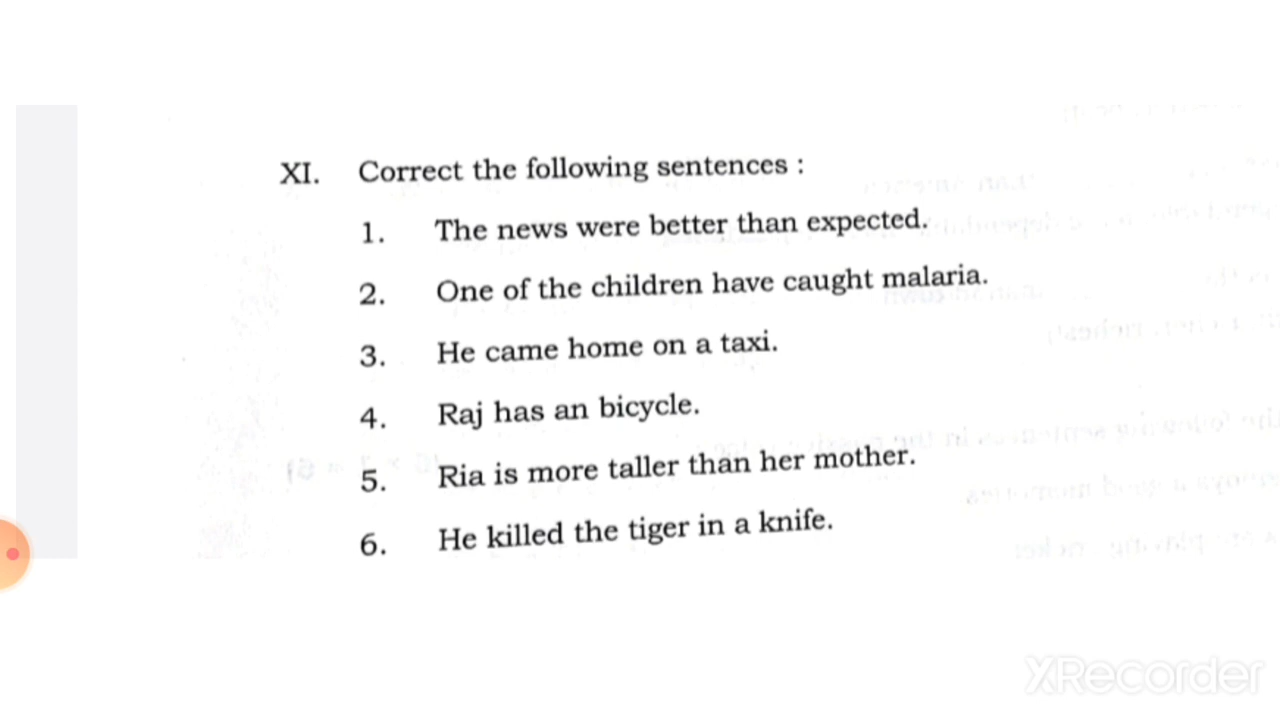 XI. Correct the following sentences :
1. The news were better than expected.
2. One of the children have caught malaria.
3. He came home on a taxi.
4. Raj has an bicycle.
5. Ria is more taller than her mother.
6. He killed the tiger in a knife.
XRecorder